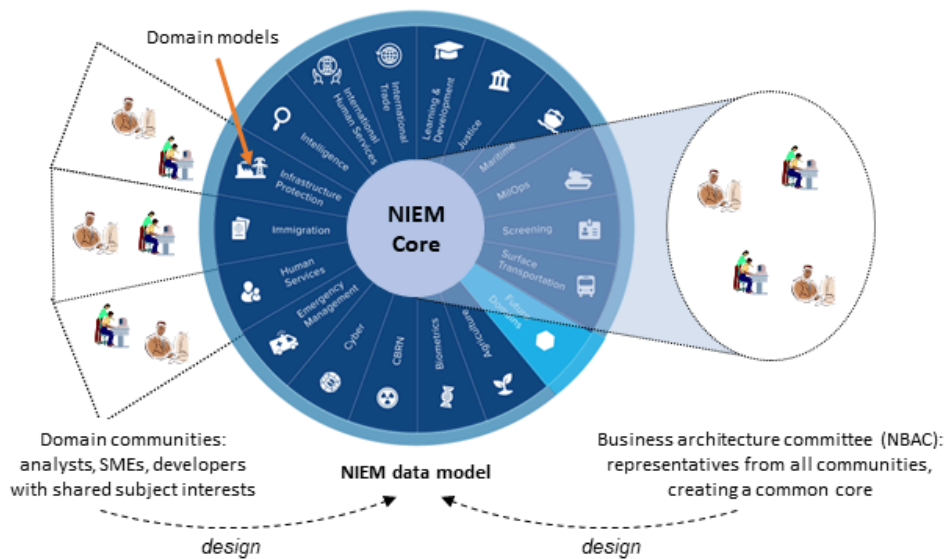 Domain models
International
Human Services
International
Trade
Learning &
Development
Justice
Maritime
MilOps
Screening
Surface
Transportation
Future
Domains
Agriculture
Biometrics
CBRN
Cyber
Emergency
Management
Human
Services
Immigration
Infrastructure
Protection
Intelligence
NIEM
Core
Domain communities:
analysts, SMEs, developers
with shared subject interests
NIEM data model
Business architecture committee (NBAC):
representatives from all communities,
creating a common core
design
design